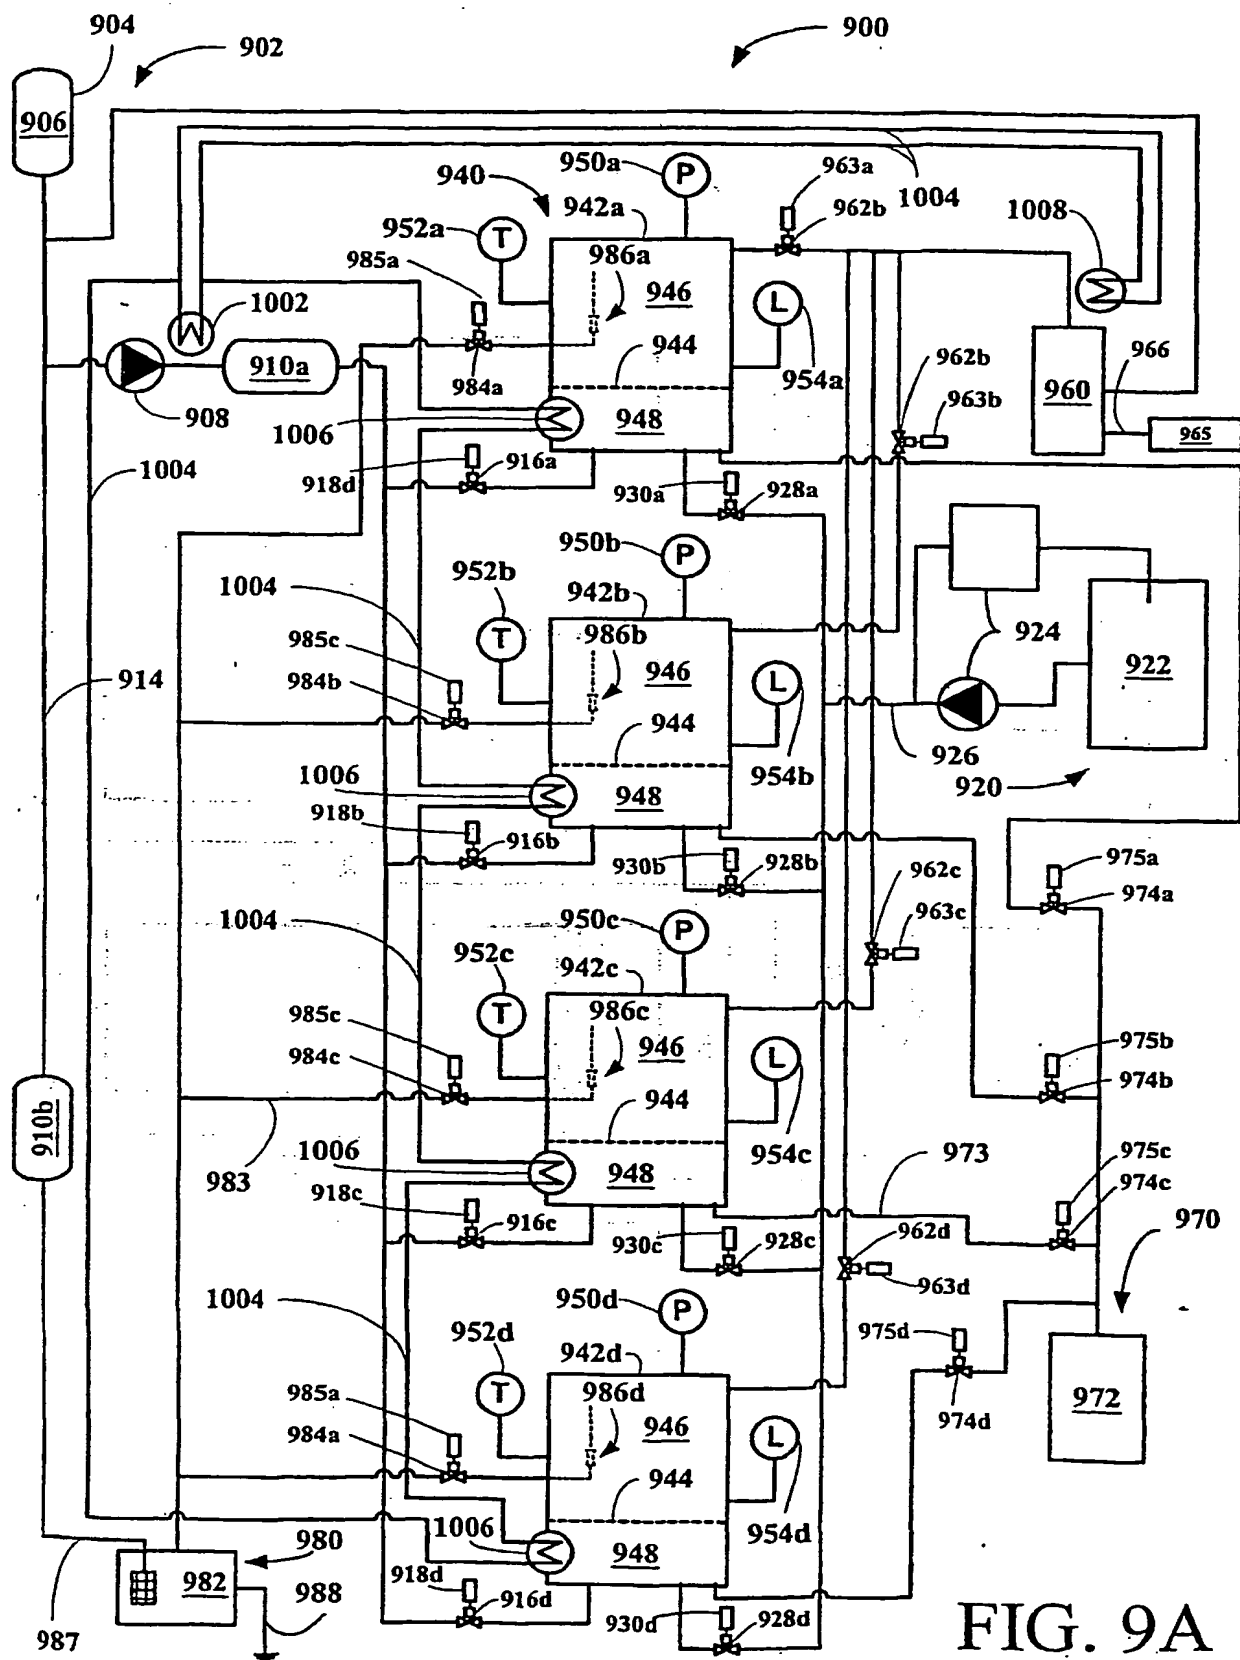 904
902
900
906
950a
P
963a
940
942a
962b
1004
1008
952a
T
985a
986a
946
L
1002
910a
984a
944
954a
962b
963b
960
966
965
908
1006
948
1004
918d
916a
930a
928a
950b
P
952b
942b
1004
T
985c
986b
924
922
914
984b
946
L
944
926
954b
920
1006
948
918b
916b
930b
928b
975a
962c
974a
1004
950c
P
963c
952c
942c
T
985c
986c
975b
984c
946
L
974b
910b
944
983
1006
954c
973
948
918c
975c
974c
916c
970
930c
928c
962d
963d
1004
950d
P
952d
942d
975d
T
985a
986d
972
984a
946
L
974d
944
1006
954d
980
948
982
918d
988
916d
930d
928d
987
FIG. 9A